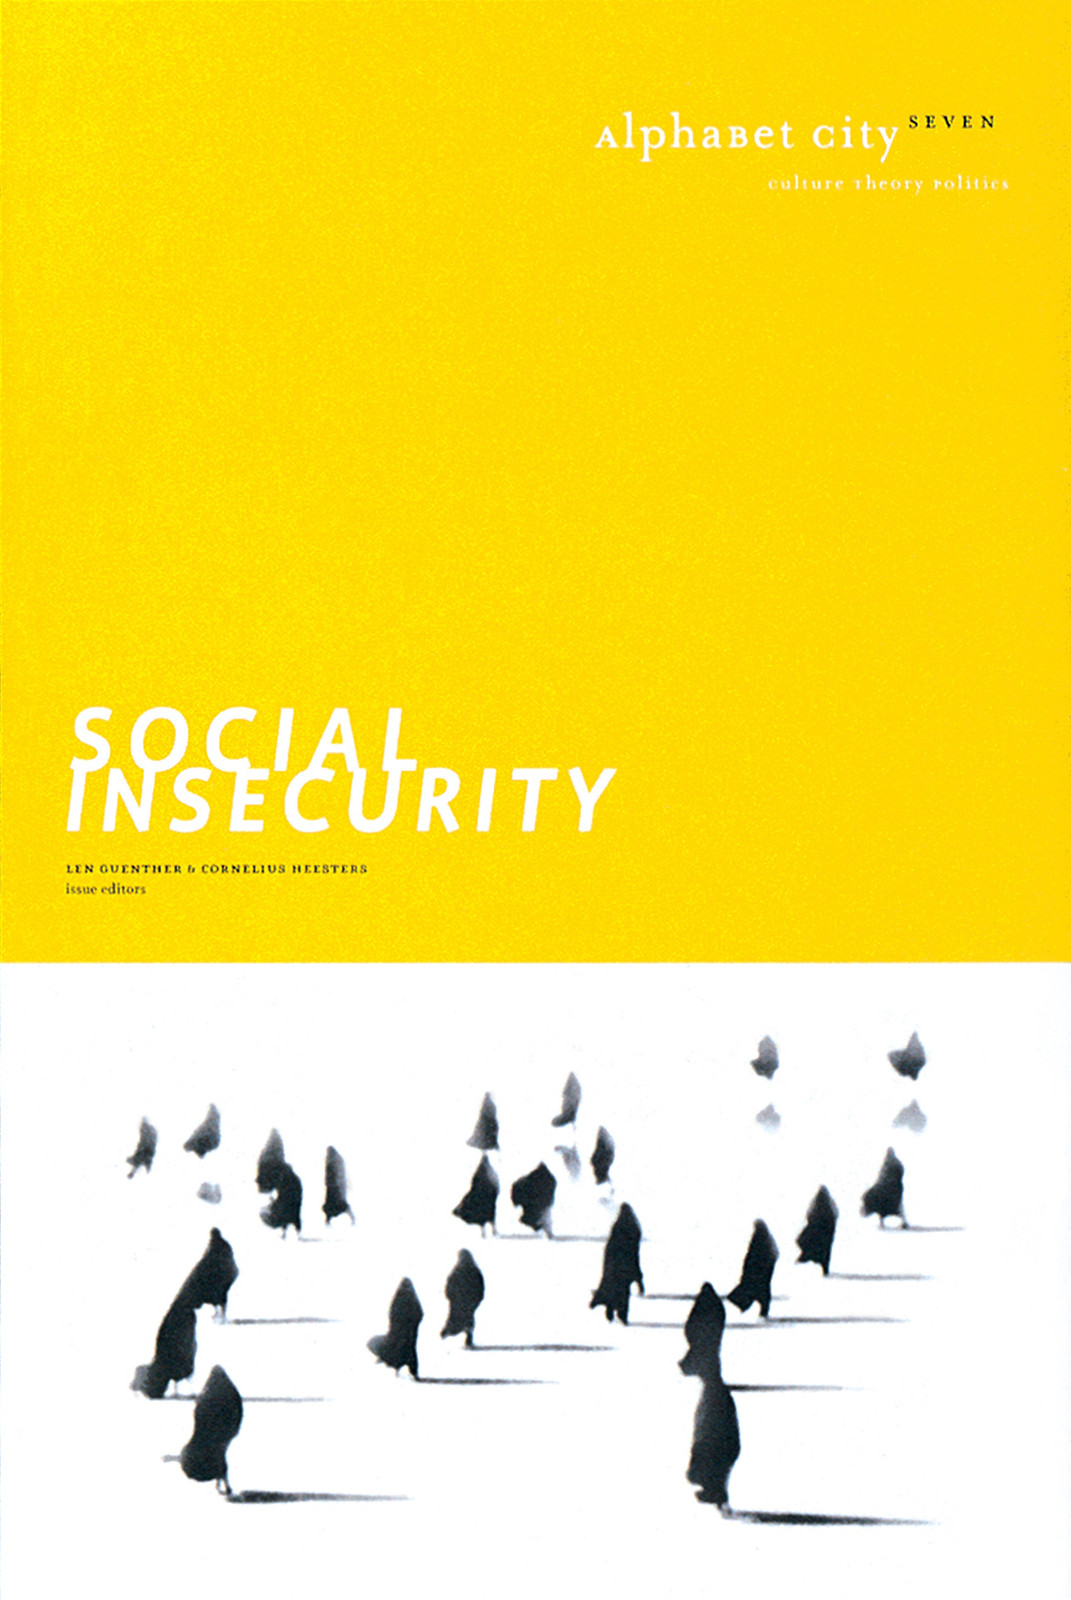 Alphabet City SEVEN
Culture Theory Politics
SOCIAL
INSECURITY
LEN GUENTHER & CORNELIUS HEESTERS
issue editors